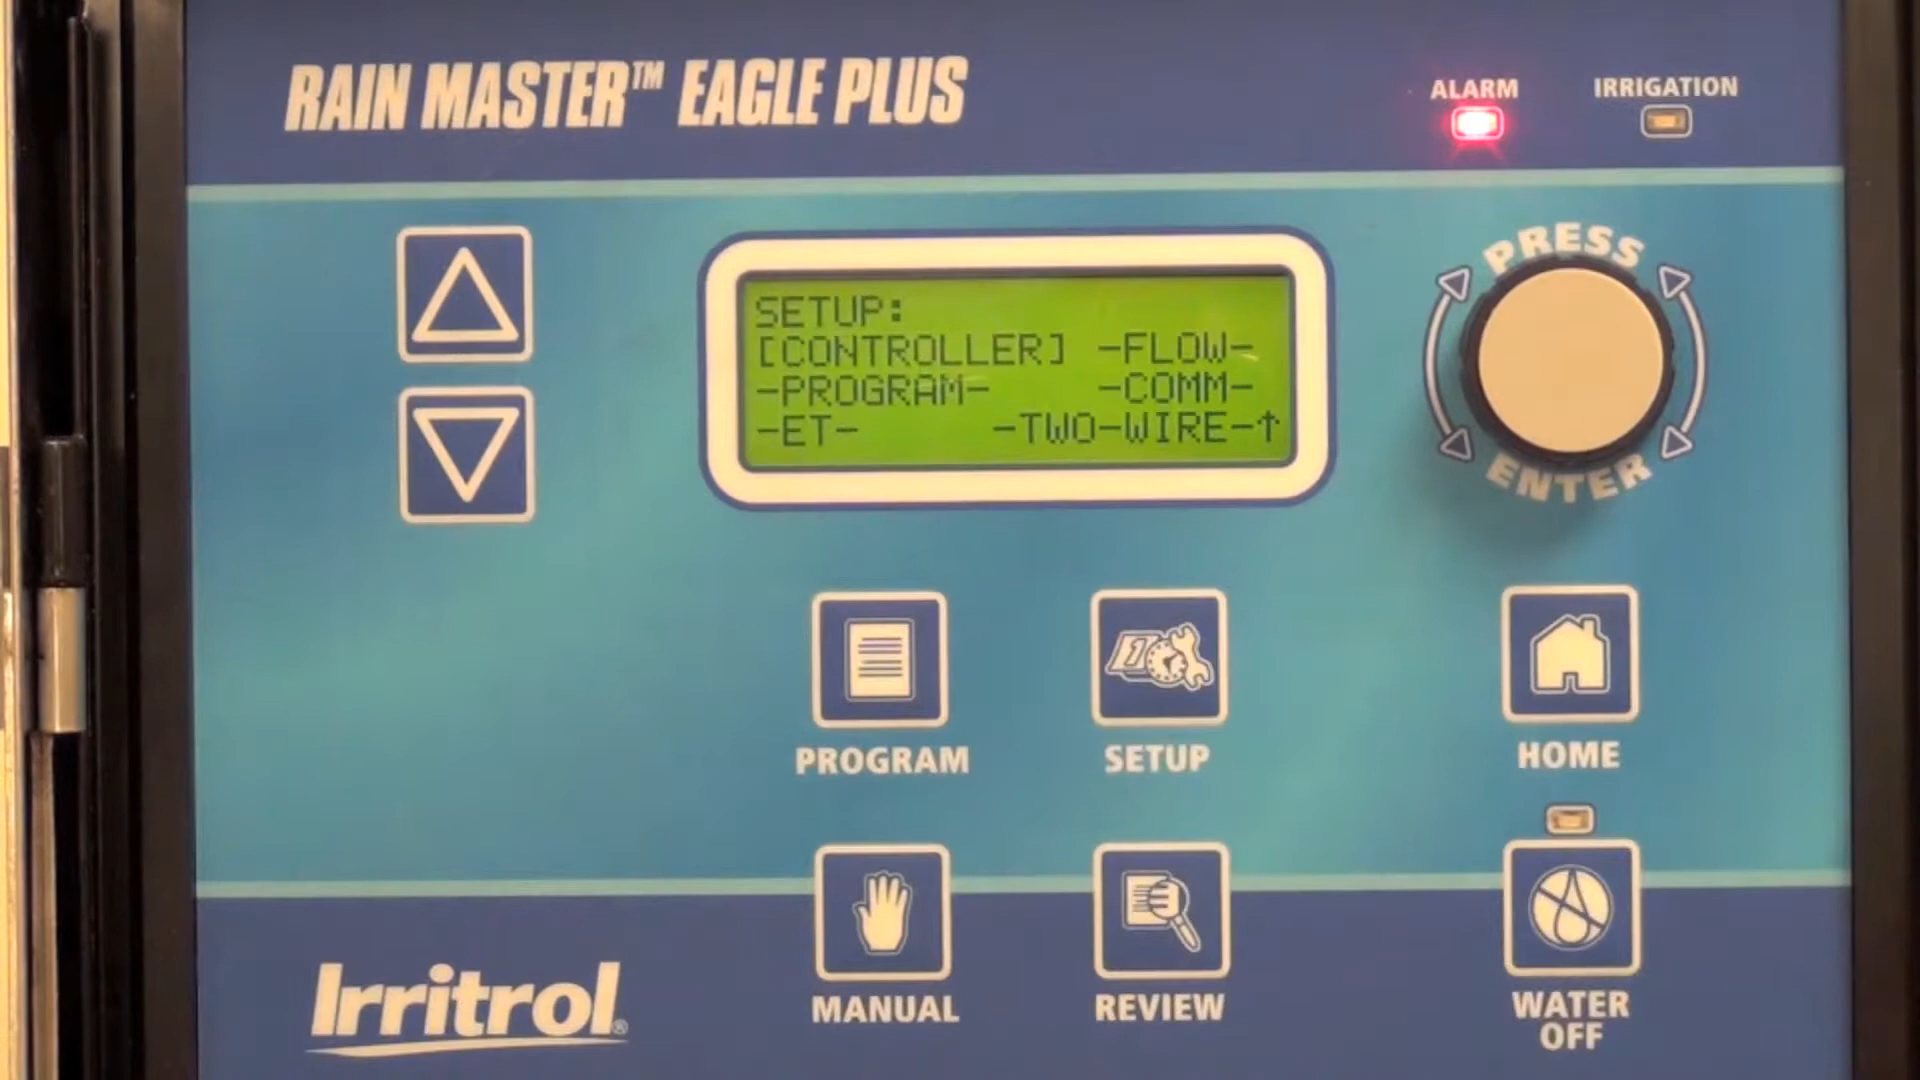 RAIN MASTER™ EAGLE PLUS
ALARM
IRRIGATION
SETUP:
[CONTROLLER] -FLOW-
-PROGRAM- -COMM-
-ET- -TWO-WIRE-↑
PRESS
ENTER
PROGRAM
SETUP
HOME
MANUAL
REVIEW
WATER
OFF
Irritrol®